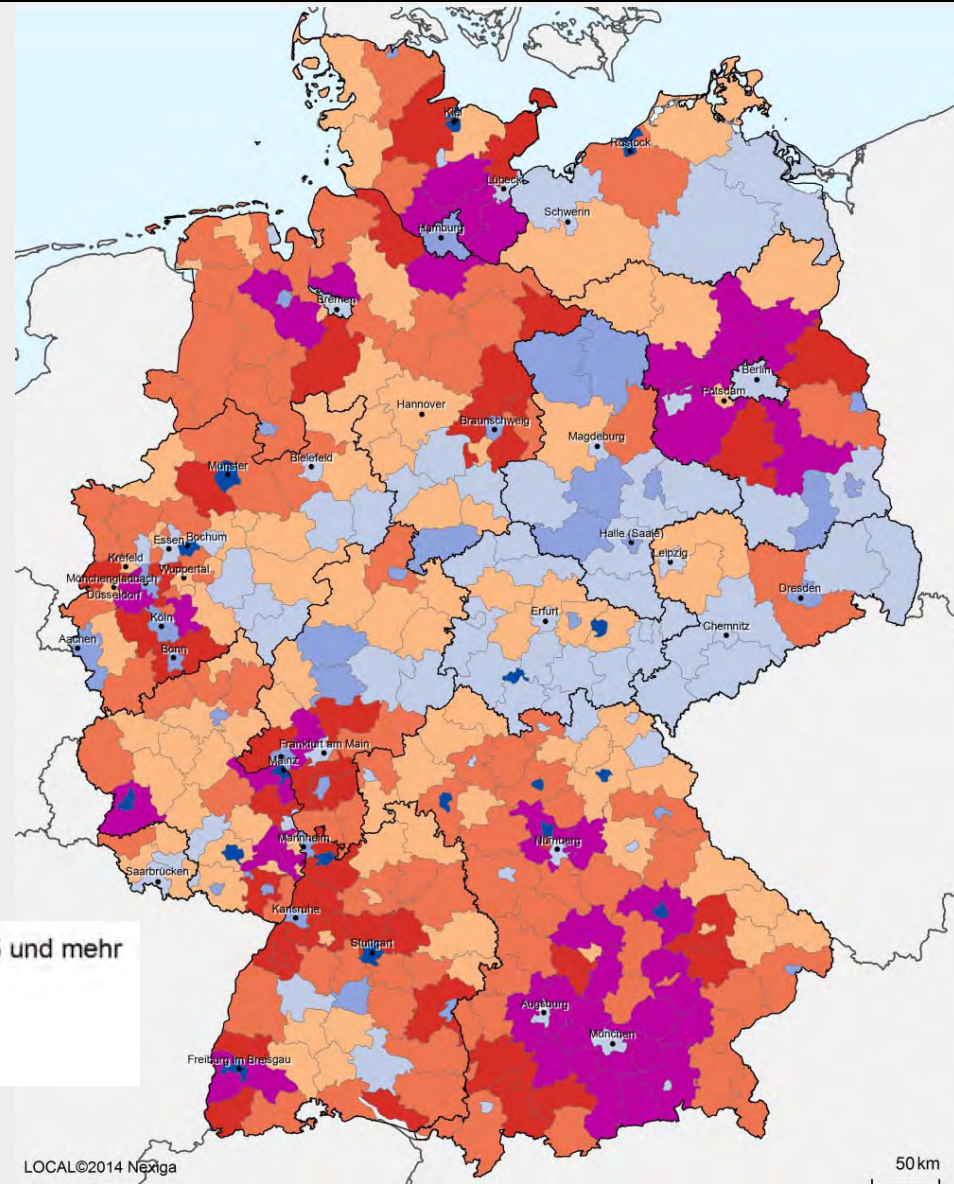 Kiel
Rostock
Lübeck
Schwerin
Hamburg
Bremen
Berlin
Potsdam
Hannover
Braunschweig
Magdeburg
Bielefeld
Münster
Essen Bochum
Halle (Saale)
Krefeld
Leipzig
Wuppertal
Mönchengladbach
Düsseldorf
Dresden
Köln
Erfurt
Chemnitz
Aachen
Bonn
Frankfurt am Main
Mainz
Mannheim
Nürnberg
Saarbrücken
Karlsruhe
und mehr
Stuttgart
Augsburg
München
Freiburg im Breisgau
LOCAL©2014 Nexiga
50 km